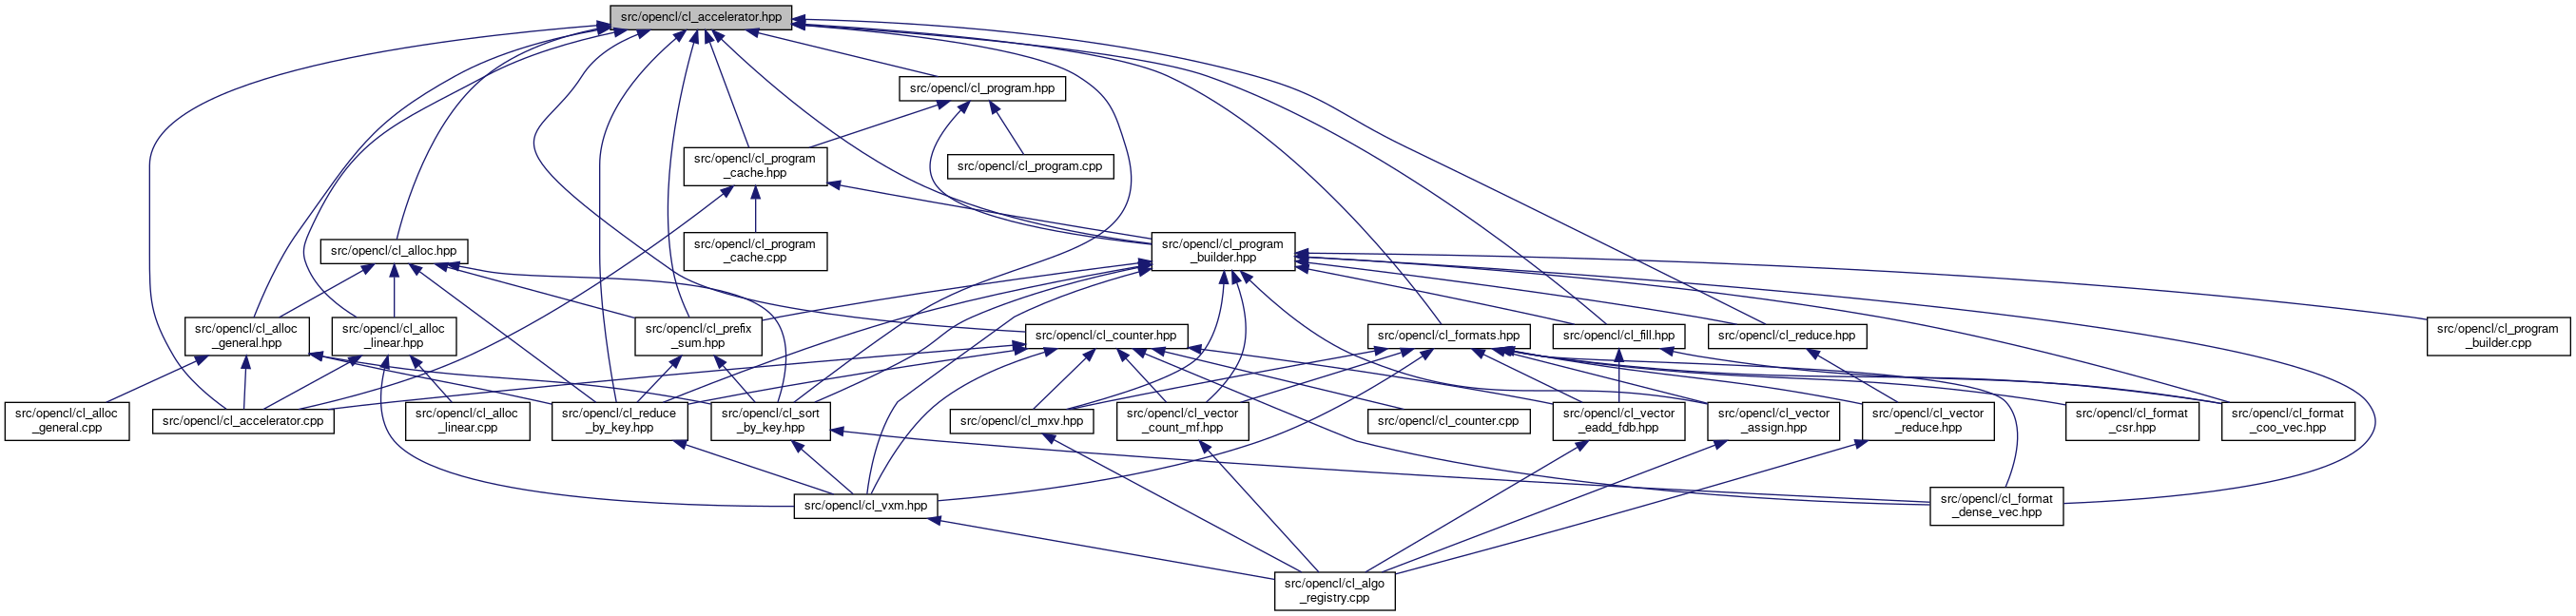 src/opencl/cl_accelerator.hpp
src/opencl/cl_program.hpp
src/opencl/cl_program
_cache.hpp
src/opencl/cl_program.cpp
src/opencl/cl_alloc.hpp
src/opencl/cl_program
_cache.cpp
src/opencl/cl_program
_builder.hpp
src/opencl/cl_alloc
_general.hpp
src/opencl/cl_alloc
_linear.hpp
src/opencl/cl_prefix
_sum.hpp
src/opencl/cl_counter.hpp
src/opencl/cl_formats.hpp
src/opencl/cl_fill.hpp
src/opencl/cl_reduce.hpp
src/opencl/cl_program
_builder.cpp
src/opencl/cl_alloc
_general.cpp
src/opencl/cl_accelerator.cpp
src/opencl/cl_alloc
_linear.cpp
src/opencl/cl_reduce
_by_key.hpp
src/opencl/cl_sort
_by_key.hpp
src/opencl/cl_mxv.hpp
src/opencl/cl_vector
_count_mf.hpp
src/opencl/cl_counter.cpp
src/opencl/cl_vector
_eadd_fdb.hpp
src/opencl/cl_vector
_assign.hpp
src/opencl/cl_vector
_reduce.hpp
src/opencl/cl_format
_csr.hpp
src/opencl/cl_format
_coo_vec.hpp
src/opencl/cl_vxm.hpp
src/opencl/cl_format
_dense_vec.hpp
src/opencl/cl_algo
_registry.cpp